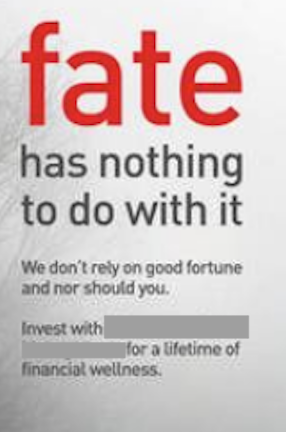 fate
has nothing
to do with it
We don't rely on good fortune
and nor should you.
Invest with
for a lifetime of
financial wellness.